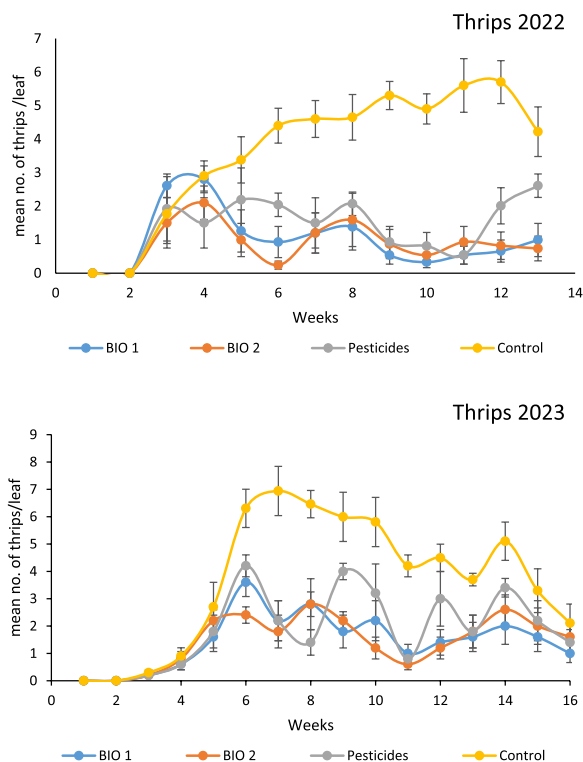 Thrips 2022
7
6
5
4
3
2
1
0
mean no. of thrips /leaf
0 2 4 6 8 10 12 14
Weeks
BIO 1 BIO 2 Pesticides Control
Thrips 2023
9
8
7
6
5
4
3
2
1
0
mean no. of thrips/leaf
0 2 4 6 8 10 12 14 16
Weeks
BIO 1 BIO 2 Pesticides Control